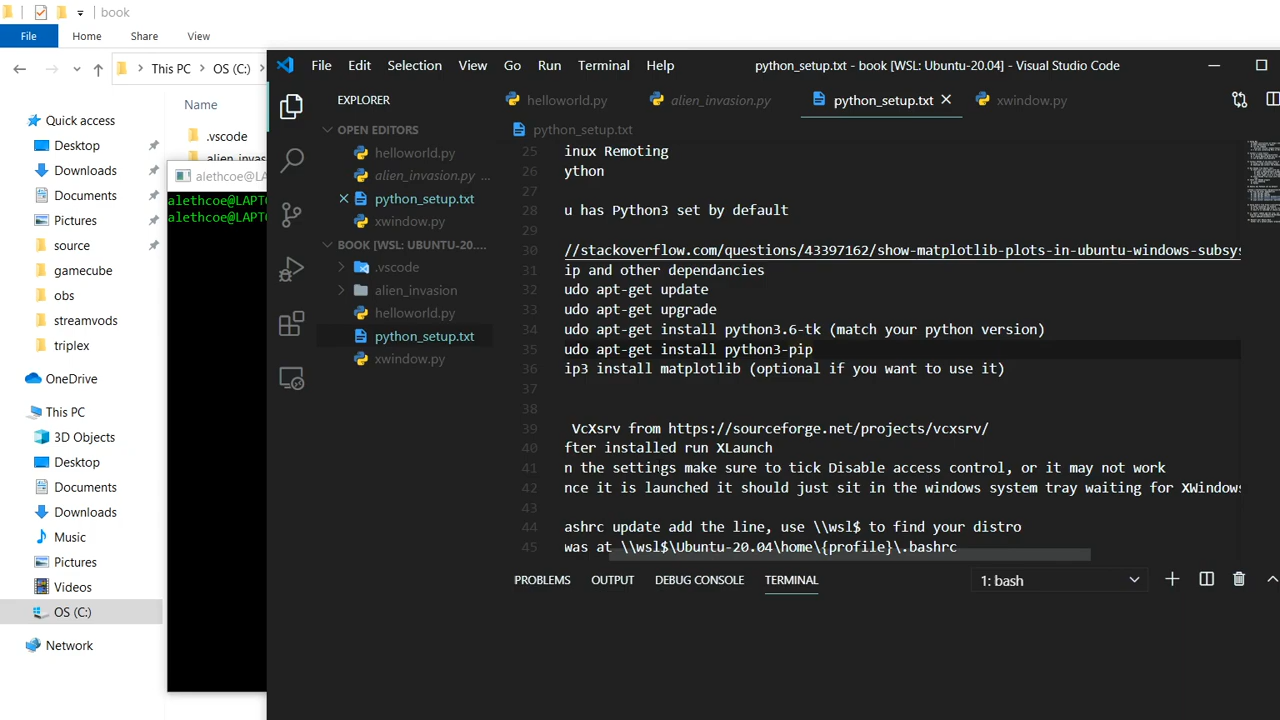 book
File Home Share View
This PC OS (C:)
Name
Quick access
Desktop
Downloads
Documents
Pictures
source
gamecube
obs
streamvods
triplex
OneDrive
This PC
3D Objects
Desktop
Documents
Downloads
Music
Pictures
Videos
OS (C:)
Network
.vscode
alien_invas
alethcoe@LA
alethcoe@LAPT
alethcoe@LAPT
File Edit Selection View Go Run Terminal Help
python_setup.txt - book [WSL: Ubuntu-20.04] - Visual Studio Code
EXPLORER
OPEN EDITORS
helloworld.py
alien_invasion.py ...
python_setup.txt
xwindow.py
BOOK [WSL: UBUNTU-20....
.vscode
alien_invasion
helloworld.py
python_setup.txt
xwindow.py
helloworld.py alien_invasion.py python_setup.txt xwindow.py
python_setup.txt
25 inux Remoting
26 ython
27
28 u has Python3 set by default
29
30 //stackoverflow.com/questions/43397162/show-matplotlib-plots-in-ubuntu-windows-subsys
31 ip and other dependancies
32 udo apt-get update
33 udo apt-get upgrade
34 udo apt-get install python3.6-tk (match your python version)
35 udo apt-get install python3-pip
36 ip3 install matplotlib (optional if you want to use it)
37
38
39 VcXsrv from https://sourceforge.net/projects/vcxsrv/
40 fter installed run XLaunch
41 n the settings make sure to tick Disable access control, or it may not work
42 nce it is launched it should just sit in the windows system tray waiting for XWindows
43
44 ashrc update add the line, use \\wsl$ to find your distro
45 was at \\wsl$\Ubuntu-20.04\home\{profile}\.bashrc
PROBLEMS OUTPUT DEBUG CONSOLE TERMINAL
1: bash